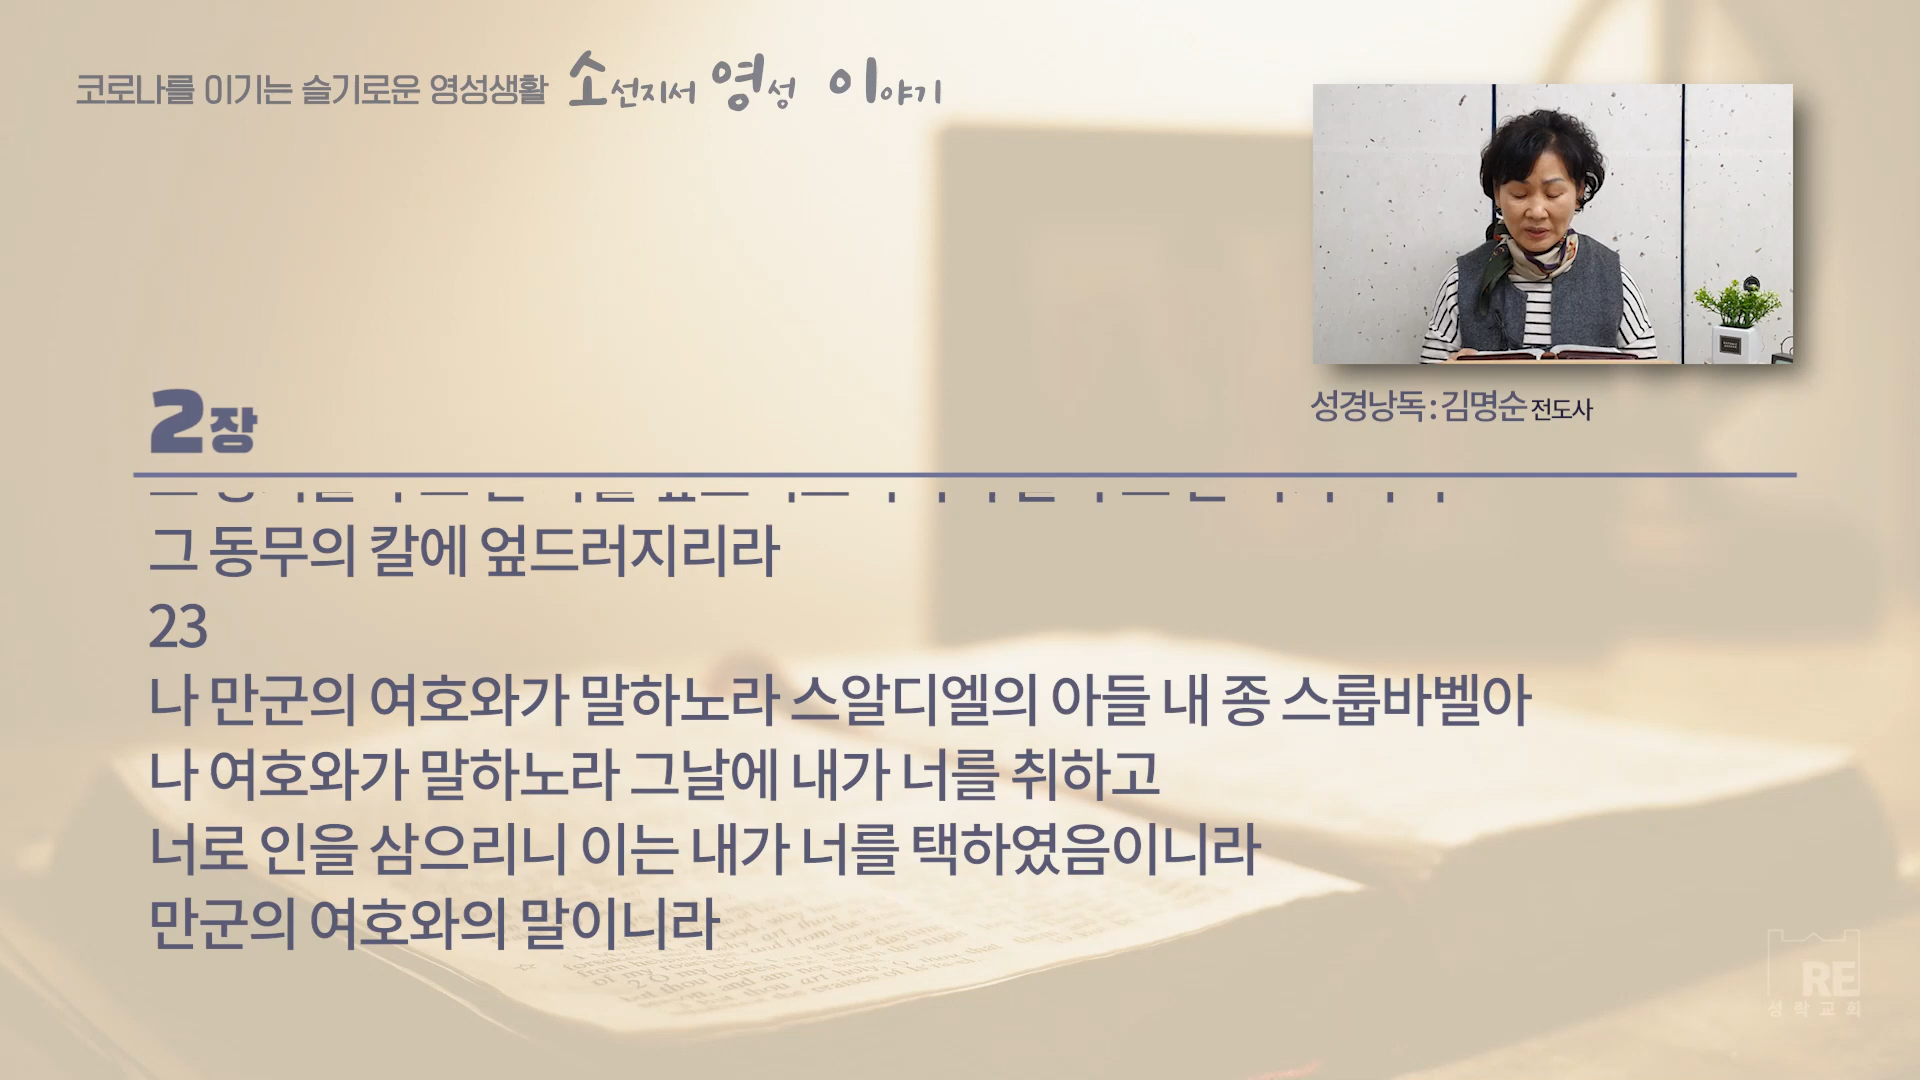 코로나를 이기는 슬기로운 영성생활 소선지서 영성 이야기
성경낭독 : 김명순 전도사
2장
그 동무의 칼에 엎드러지리라
23
나 만군의 여호와가 말하노라 스알디엘의 아들 내 종 스룹바벨아
나 여호와가 말하노라 그날에 내가 너를 취하고
너로 인을 삼으리니 이는 내가 너를 택하였음이니라
만군의 여호와의 말이니라
RE
성락교회